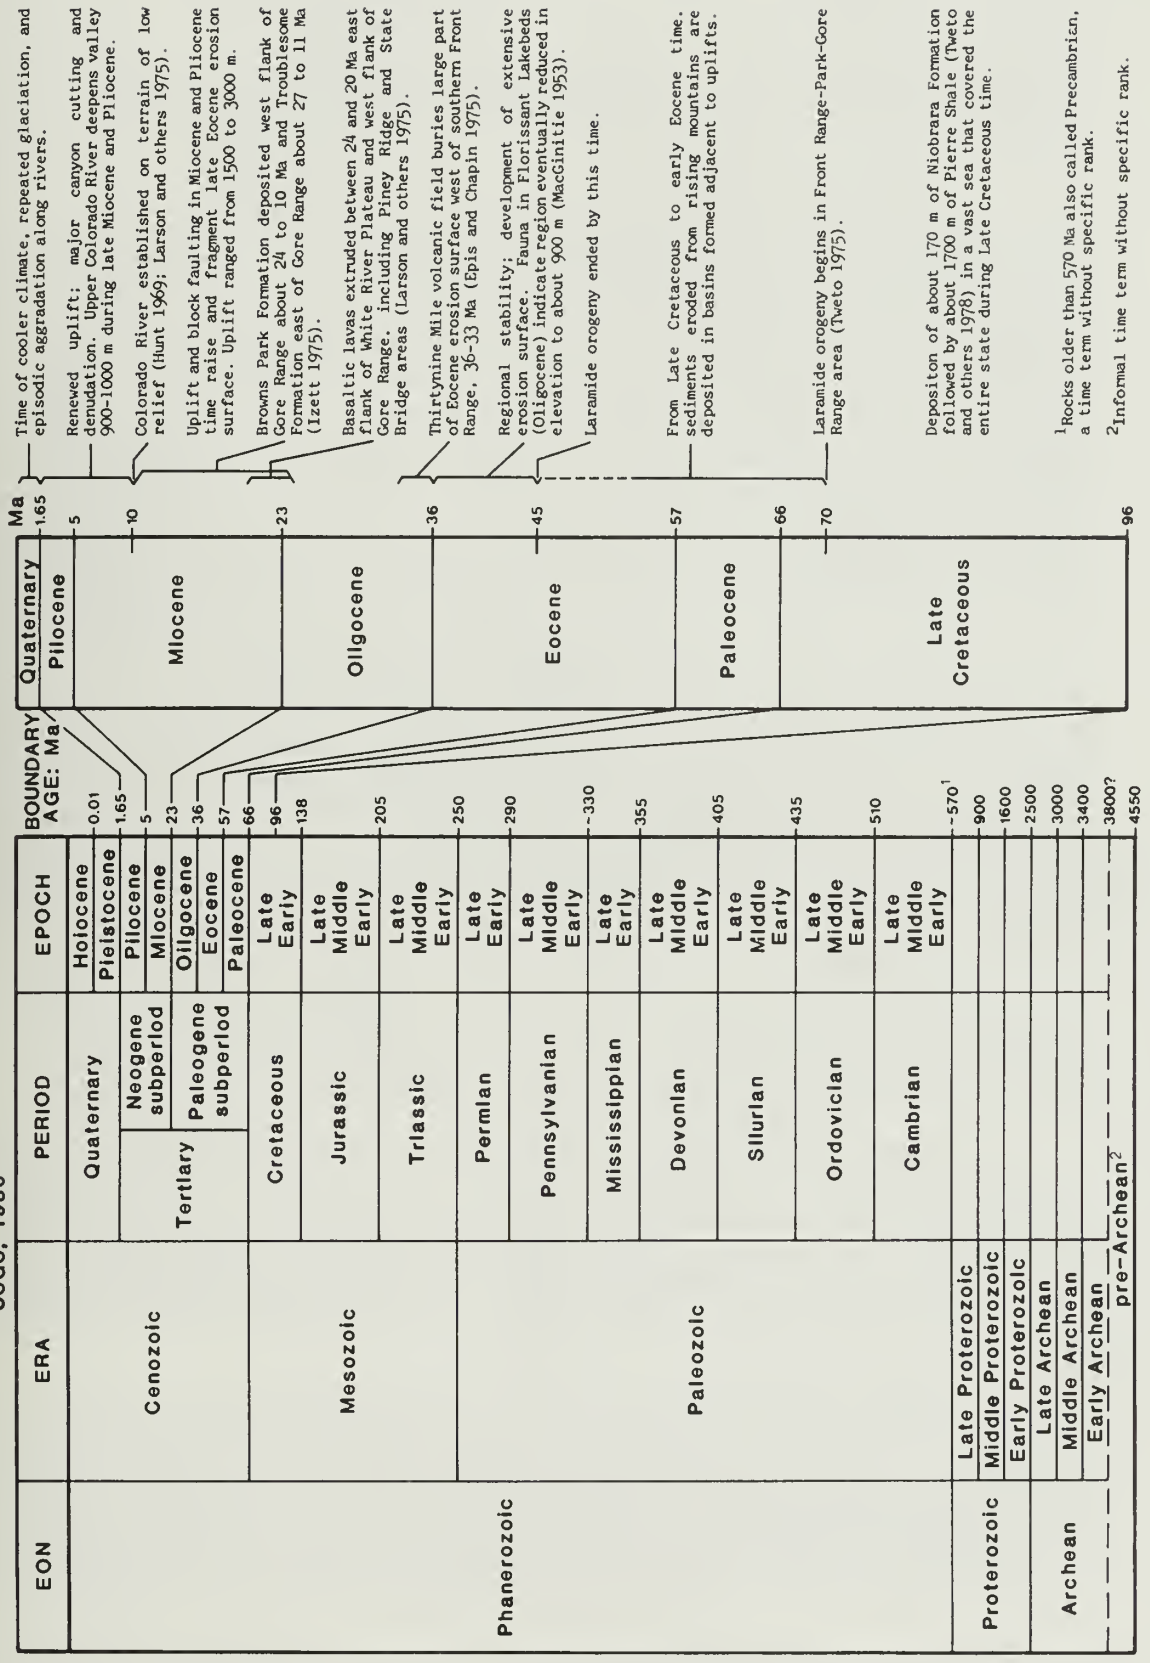 EON
ERA
PERIOD
EPOCH
BOUNDARY
AGE: Ma
Phanerozoic
Proterozoic
Archean
Cenozoic
Mesozoic
Paleozoic
Late Proterozoic
Middle Proterozoic
Early Proterozoic
Late Archean
Middle Archean
Early Archean
pre-Archean²
Quaternary
Tertiary
Neogene
subperiod
Paleogene
subperiod
Cretaceous
Jurassic
Triassic
Permian
Pennsylvanian
Mississippian
Devonian
Silurian
Ordovician
Cambrian
Holocene
Pleistocene
Pliocene
Miocene
Oligocene
Eocene
Paleocene
Late
Early
Late
Middle
Early
Late
Middle
Early
Late
Early
Late
Middle
Early
Late
Early
Late
Middle
Early
Late
Middle
Early
Late
Middle
Early
Late
Middle
Early
0.01
1.65
5
23
36
57
66
96
138
205
250
290
~330
355
405
435
510
~570¹
900
1600
2500
3000
3400
3800?
4550
Quaternary
Pliocene
Miocene
Oligocene
Eocene
Paleocene
Late
Cretaceous
Ma
1.65
5
10
23
36
45
57
66
70
96
Time of cooler climate, repeated glaciation, and
episodic aggradation along rivers.
Renewed uplift; major canyon cutting and
denudation. Upper Colorado River deepens valley
900-1000 m during late Miocene and Pliocene.
Colorado River established on terrain of low
relief (Hunt 1969; Larson and others 1975).
Uplift and block faulting in Miocene and Pliocene
time raise and fragment late Eocene erosion
surface. Uplift ranged from 1500 to 3000 m.
Browns Park Formation deposited west flank of
Gore Range about 24 to 10 Ma and Troublesome
Formation east of Gore Range about 27 to 11 Ma
(Izett 1975).
Basaltic lavas extruded between 24 and 20 Ma east
flank of White River Plateau and west flank of
Gore Range. including Piney Ridge and State
Bridge areas (Larson and others 1975).
Thirtynine Mile volcanic field buries large part
of Eocene erosion surface west of southern Front
Range, 36-33 Ma (Epis and Chapin 1975).
Regional stability; development of extensive
erosion surface. Fauna in Florissant Lakebeds
(Oligocene) indicate region eventually reduced in
elevation to about 900 m (MacGinitie 1953).
Laramide orogeny ended by this time.
From Late Cretaceous to early Eocene time.
sediments eroded from rising mountains are
deposited in basins formed adjacent to uplifts.
Laramide orogeny begins in Front Range-Park-Gore
Range area (Tweto 1975).
Depositon of about 170 m of Niobrara Formation
followed by about 1700 m of Pierre Shale (Tweto
and others 1978) in a vast sea that covered the
entire state during Late Cretaceous time.
¹Rocks older than 570 Ma also called Precambrian,
a time term without specific rank.
²Informal time term without specific rank.